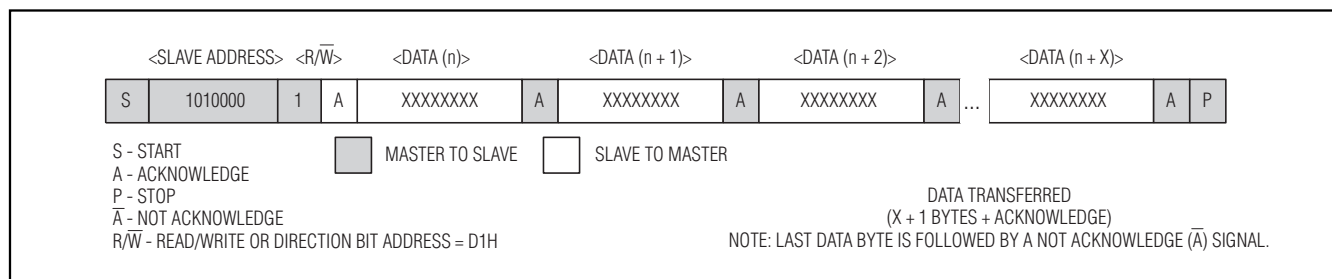 <SLAVE ADDRESS> <R/W̅> <DATA (n)> <DATA (n + 1)> <DATA (n + 2)> <DATA (n + X)>
S 1010000 1 A XXXXXXXX A XXXXXXXX A XXXXXXXX A ... XXXXXXXX A P
S - START
A - ACKNOWLEDGE
P - STOP
A̅ - NOT ACKNOWLEDGE
R/W̅ - READ/WRITE OR DIRECTION BIT ADDRESS = D1H
MASTER TO SLAVE SLAVE TO MASTER
DATA TRANSFERRED
(X + 1 BYTES + ACKNOWLEDGE)
NOTE: LAST DATA BYTE IS FOLLOWED BY A NOT ACKNOWLEDGE (A̅) SIGNAL.